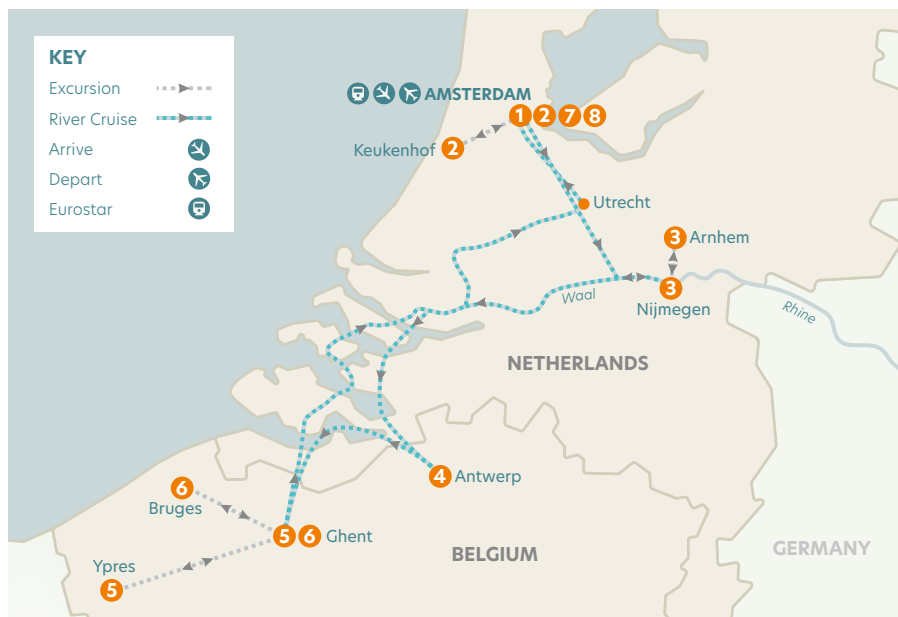 KEY
Excursion
River Cruise
Arrive
Depart
Eurostar
AMSTERDAM
1 2 7 8
Keukenhof 2
Utrecht
3 Arnhem
3
Nijmegen
Waal
Rhine
NETHERLANDS
4 Antwerp
6
Bruges
5 6 Ghent
BELGIUM
GERMANY
Ypres
5